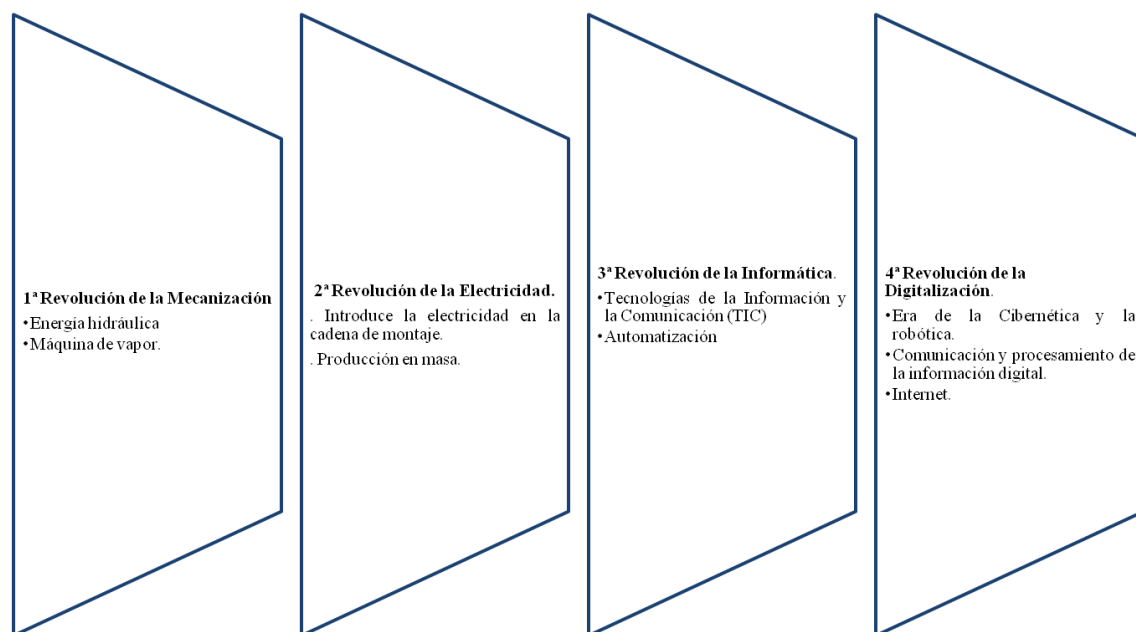 1ª Revolución de la Mecanización
•Energía hidráulica
•Máquina de vapor.
2ª Revolución de la Electricidad.
. Introduce la electricidad en la
cadena de montaje.
. Producción en masa.
3ª Revolución de la Informática.
•Tecnologías de la Información y
la Comunicación (TIC)
•Automatización
4ª Revolución de la
Digitalización.
•Era de la Cibernética y la
robótica.
•Comunicación y procesamiento de
la información digital.
•Internet.